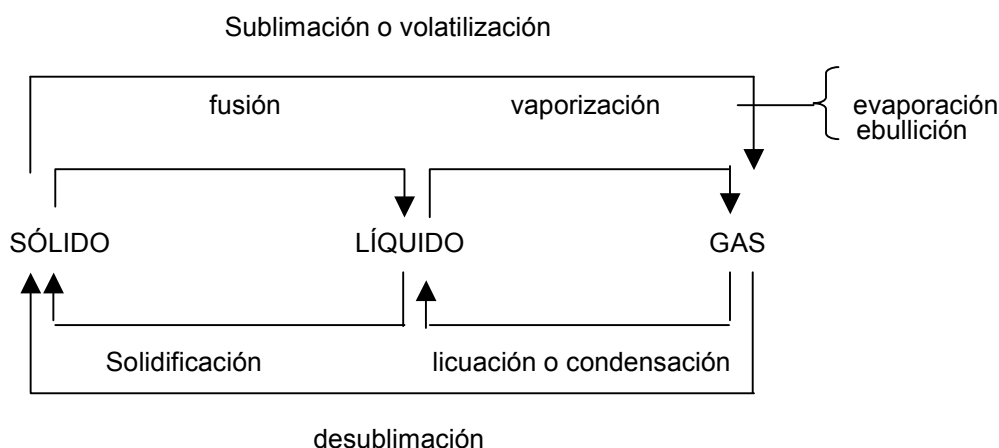 Sublimación o volatilización
fusión
vaporización
evaporación
ebullición
SÓLIDO
LÍQUIDO
GAS
Solidificación
licuación o condensación
desublimación